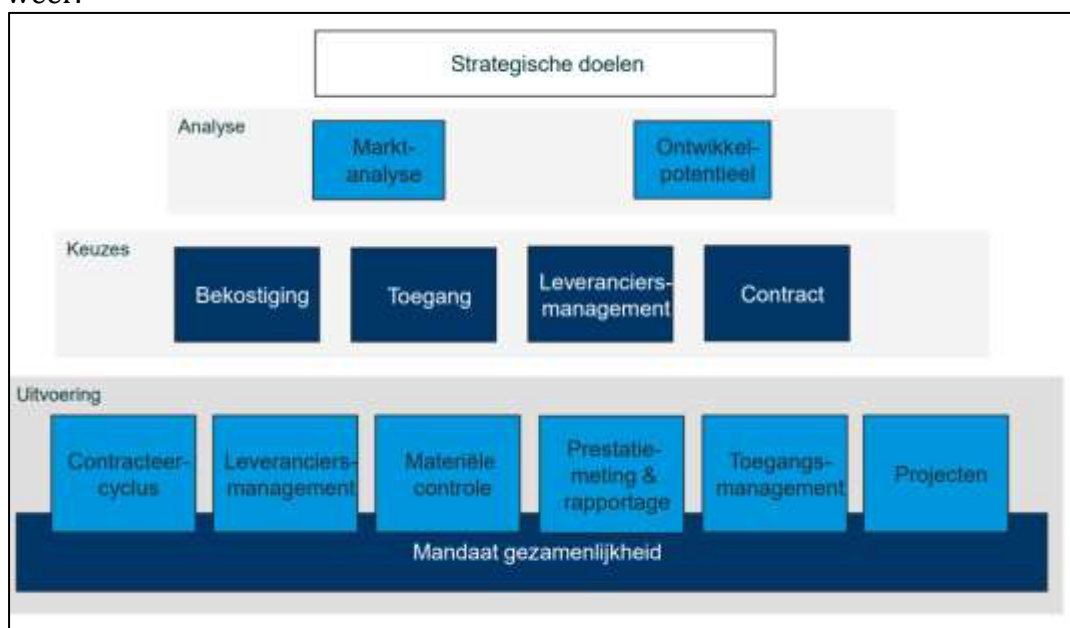 Strategische doelen
Analyse
Markt-
analyse
Ontwikkel-
potentieel
Keuzes
Bekostiging
Toegang
Leveranciers-
management
Contract
Uitvoering
Contracteer-
cyclus
Leveranciers-
management
Materiële
controle
Prestatie-
meting &
rapportage
Toegangs-
management
Projecten
Mandaat gezamenlijkheid